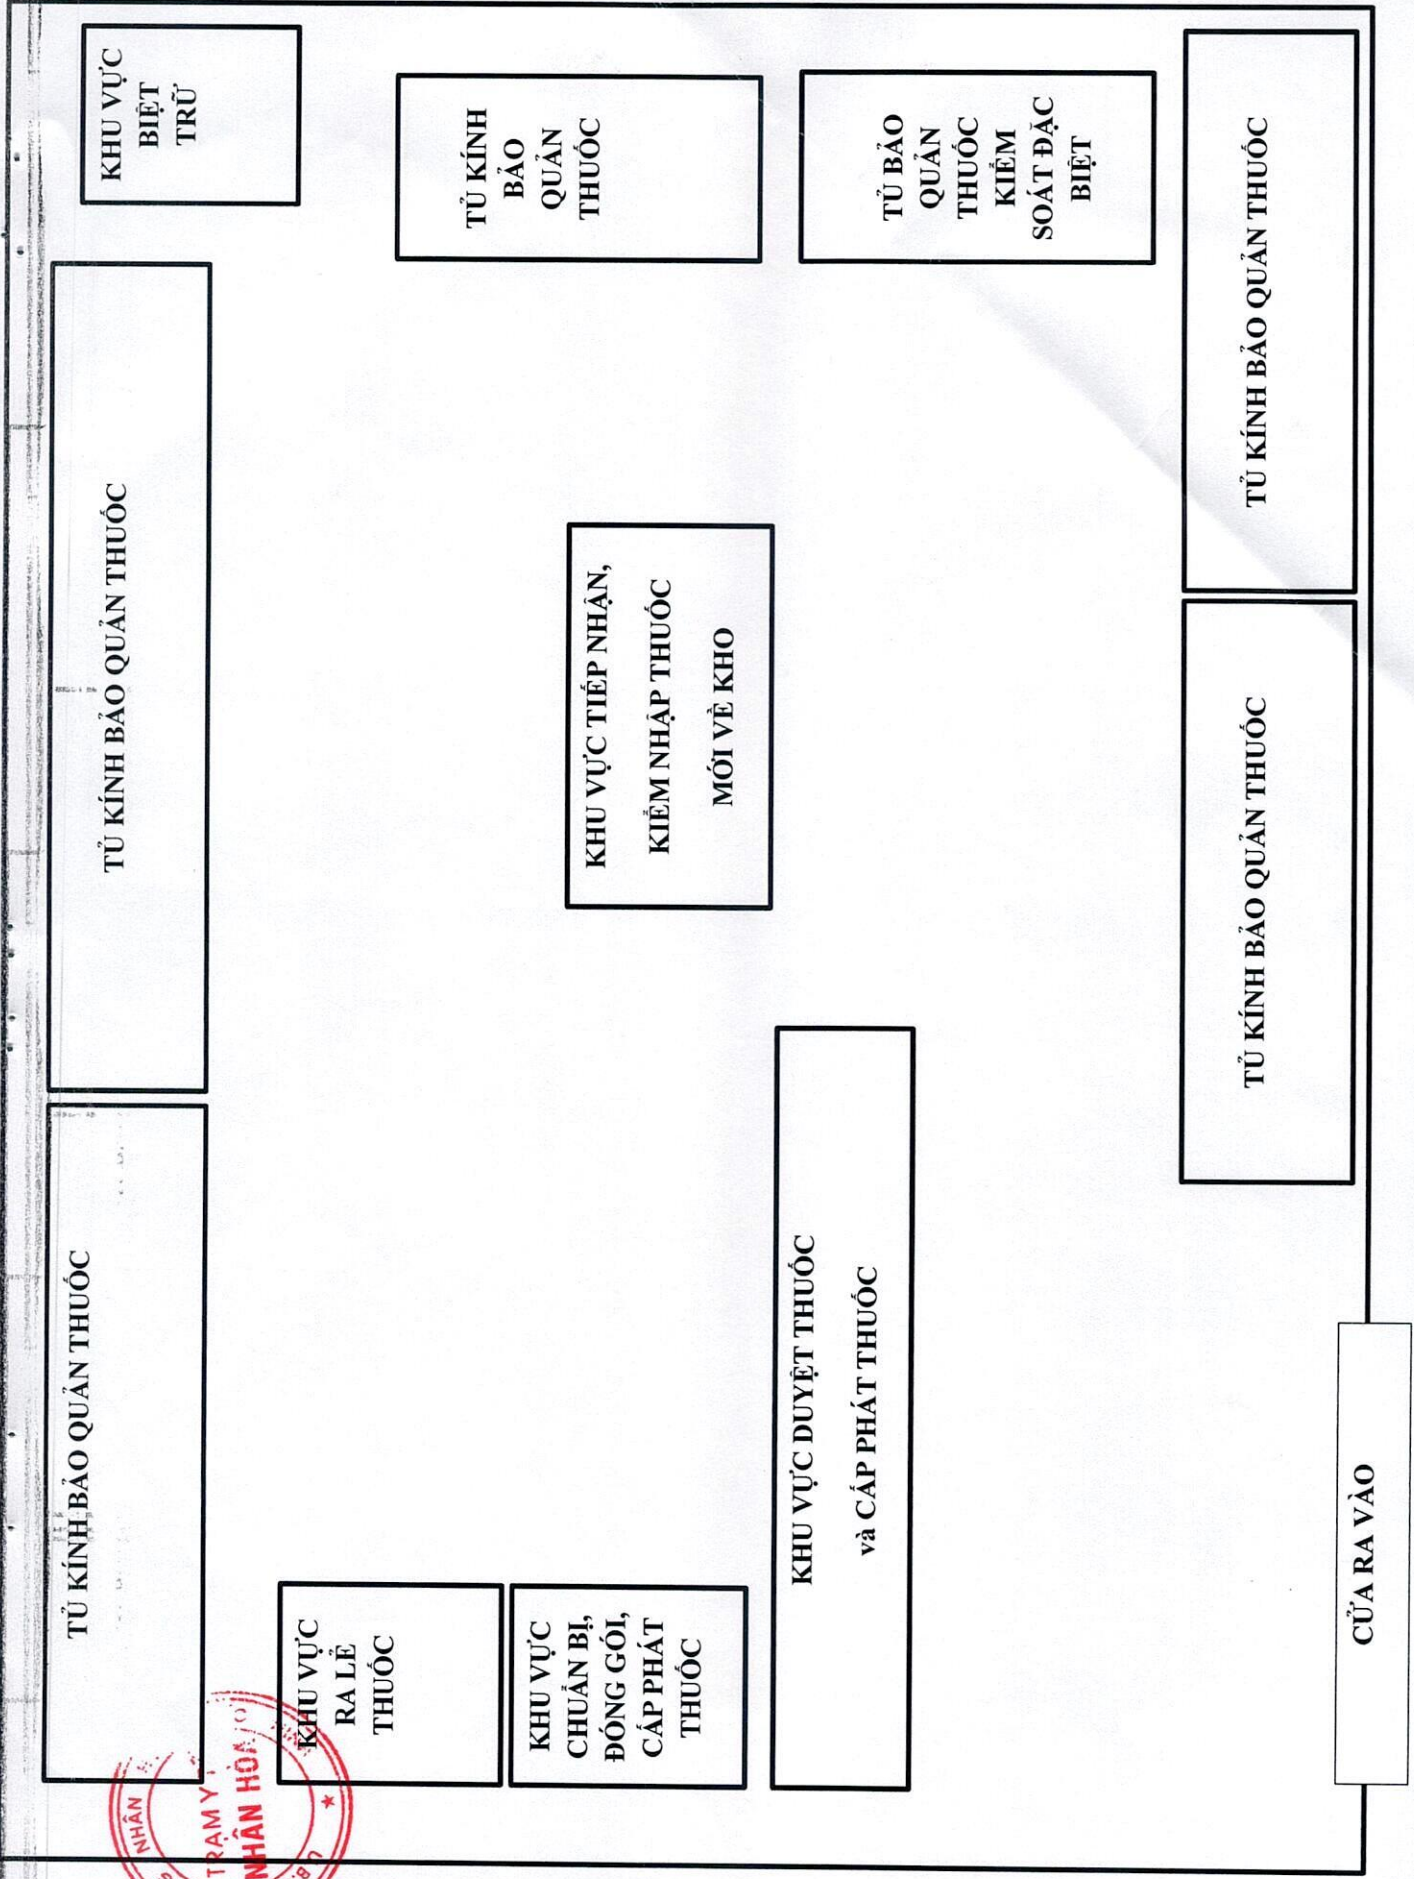 TỦ KÍNH BẢO QUẢN THUỐC
TỦ KÍNH BẢO QUẢN THUỐC
KHU VỰC
BIỆT
TRỮ
KHU VỰC
RA LẺ
THUỐC
TỦ KÍNH
BẢO
QUẢN
THUỐC
KHU VỰC
CHUẨN BỊ,
ĐÓNG GÓI,
CẤP PHÁT
THUỐC
KHU VỰC TIẾP NHẬN,
KIỂM NHẬP THUỐC
MỚI VỀ KHO
KHU VỰC DUYỆT THUỐC
và CẤP PHÁT THUỐC
TỦ BẢO
QUẢN
THUỐC
KIỂM
SOÁT ĐẶC
BIỆT
TỦ KÍNH BẢO QUẢN THUỐC
TỦ KÍNH BẢO QUẢN THUỐC
CỬA RA VÀO
NHÂN
TRẠM Y
NHÂN HÒA